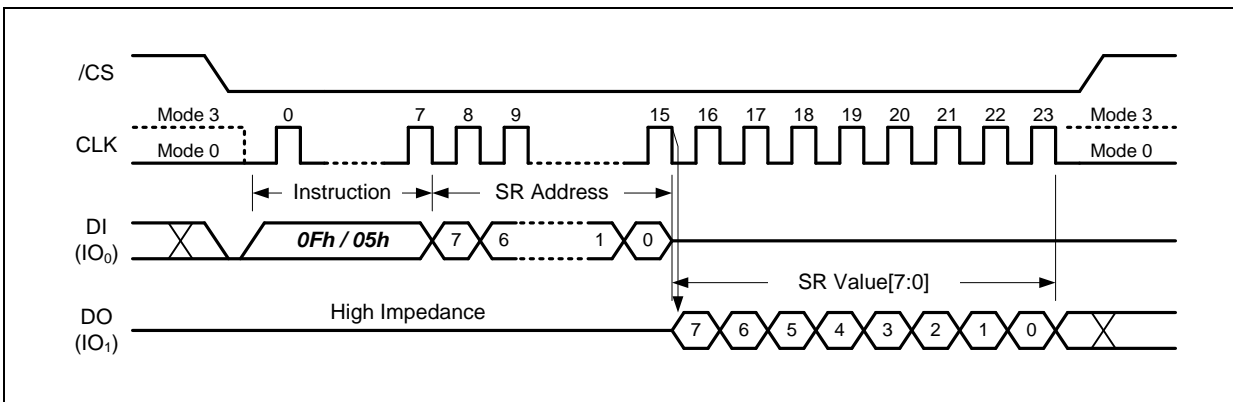 /CS
Mode 3 0 7 8 9 15 16 17 18 19 20 21 22 23 Mode 3
CLK
Mode 0 Mode 0
Instruction SR Address
DI
(IO0)
0Fh / 05h 7 6 1 0
SR Value[7:0]
High Impedance
DO
(IO1)
7 6 5 4 3 2 1 0